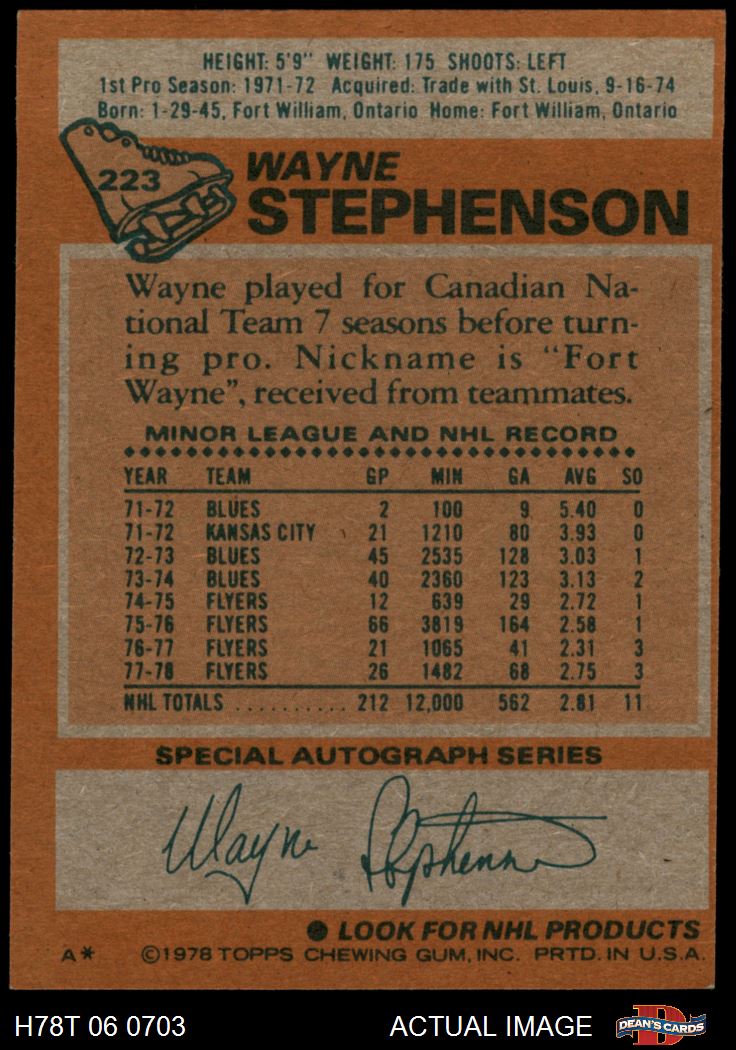 HEIGHT: 5'9" WEIGHT: 175 SHOOTS: LEFT
1st Pro Season: 1971-72 Acquired: Trade with St. Louis, 9-16-74
Born: 1-29-45, Fort William, Ontario Home: Fort William, Ontario
223
WAYNE
STEPHENSON
Wayne played for Canadian Na-
tional Team 7 seasons before turn-
ing pro. Nickname is "Fort
Wayne", received from teammates.
MINOR LEAGUE AND NHL RECORD
YEAR TEAM GP MIN GA AVG SO
71-72 BLUES 2 100 9 5.40 0
71-72 KANSAS CITY 21 1210 80 3.93 0
72-73 BLUES 45 2535 128 3.03 1
73-74 BLUES 40 2360 123 3.13 2
74-75 FLYERS 12 639 29 2.72 1
75-76 FLYERS 66 3819 164 2.58 1
76-77 FLYERS 21 1065 41 2.31 3
77-78 FLYERS 26 1482 68 2.75 3
NHL TOTALS .......... 212 12,000 562 2.81 11
SPECIAL AUTOGRAPH SERIES
Wayne Stephenson
● LOOK FOR NHL PRODUCTS
A* ©1978 TOPPS CHEWING GUM, INC. PRTD. IN U.S.A.
H78T 06 0703 ACTUAL IMAGE D DEAN'S CARDS